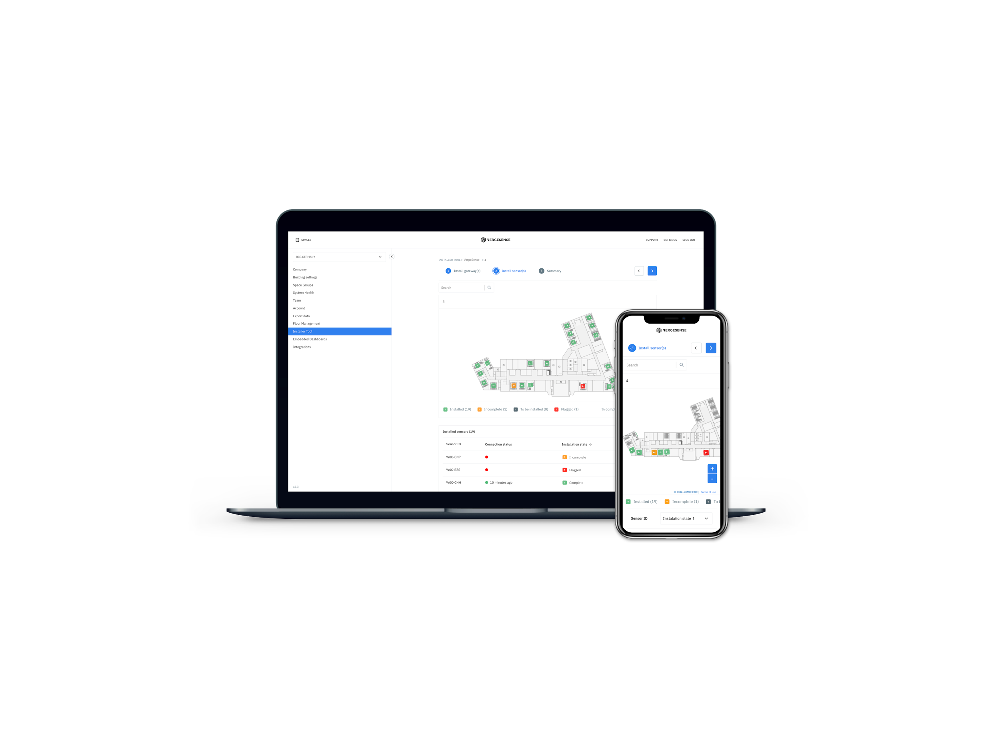 SPACES
VERGESENSE
SUPPORT SETTINGS SIGN OUT
BCG GERMANY
Company
Building settings
Space Groups
System Health
Team
Account
Export data
Floor Management
Installer Tool
Embedded Dashboards
Integrations
v.1.3
INSTALLER TOOL > VergeSense > 4
1 Install gateway(s) 2 Install sensor(s) 3 Summary
Search
4
Installed (19) Incomplete (1) To be installed (0) Flagged (1) %
Installed sensors (19)
Sensor ID Connection status Installation state ↓
W0C-CNP Incomplete
W0C-BZS Flagged
W0C-CHH 10 minutes ago Complete
VERGESENSE
2/3 Install sensor(s)
Search
4
+
-
© 1987–2019 HERE | Terms of use
Installed (19) Incomplete (1) To
Sensor ID Instalation state ↑